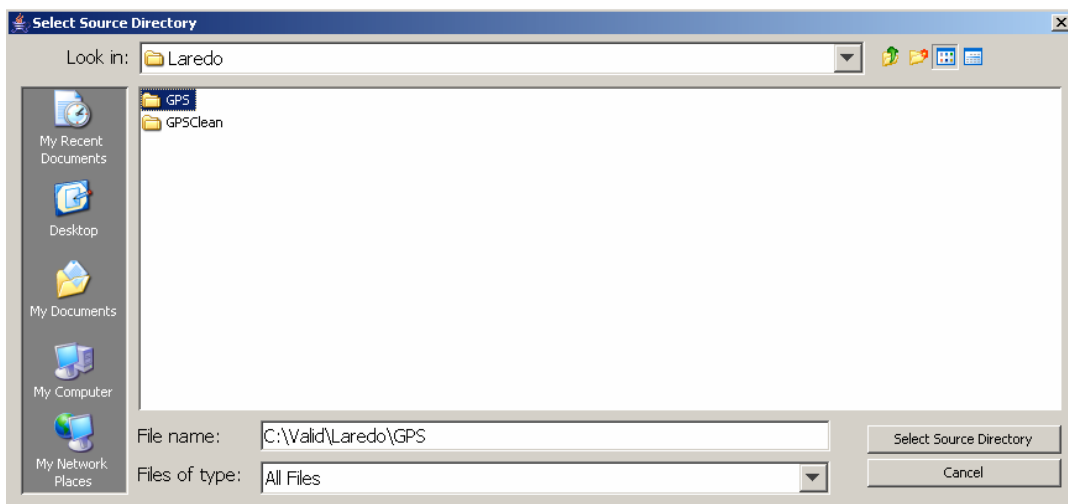 Select Source Directory
Look in: Laredo
GPS
GPSClean
My Recent
Documents
Desktop
My Documents
My Computer
My Network
Places
File name: C:\Valid\Laredo\GPS
Select Source Directory
Files of type: All Files
Cancel